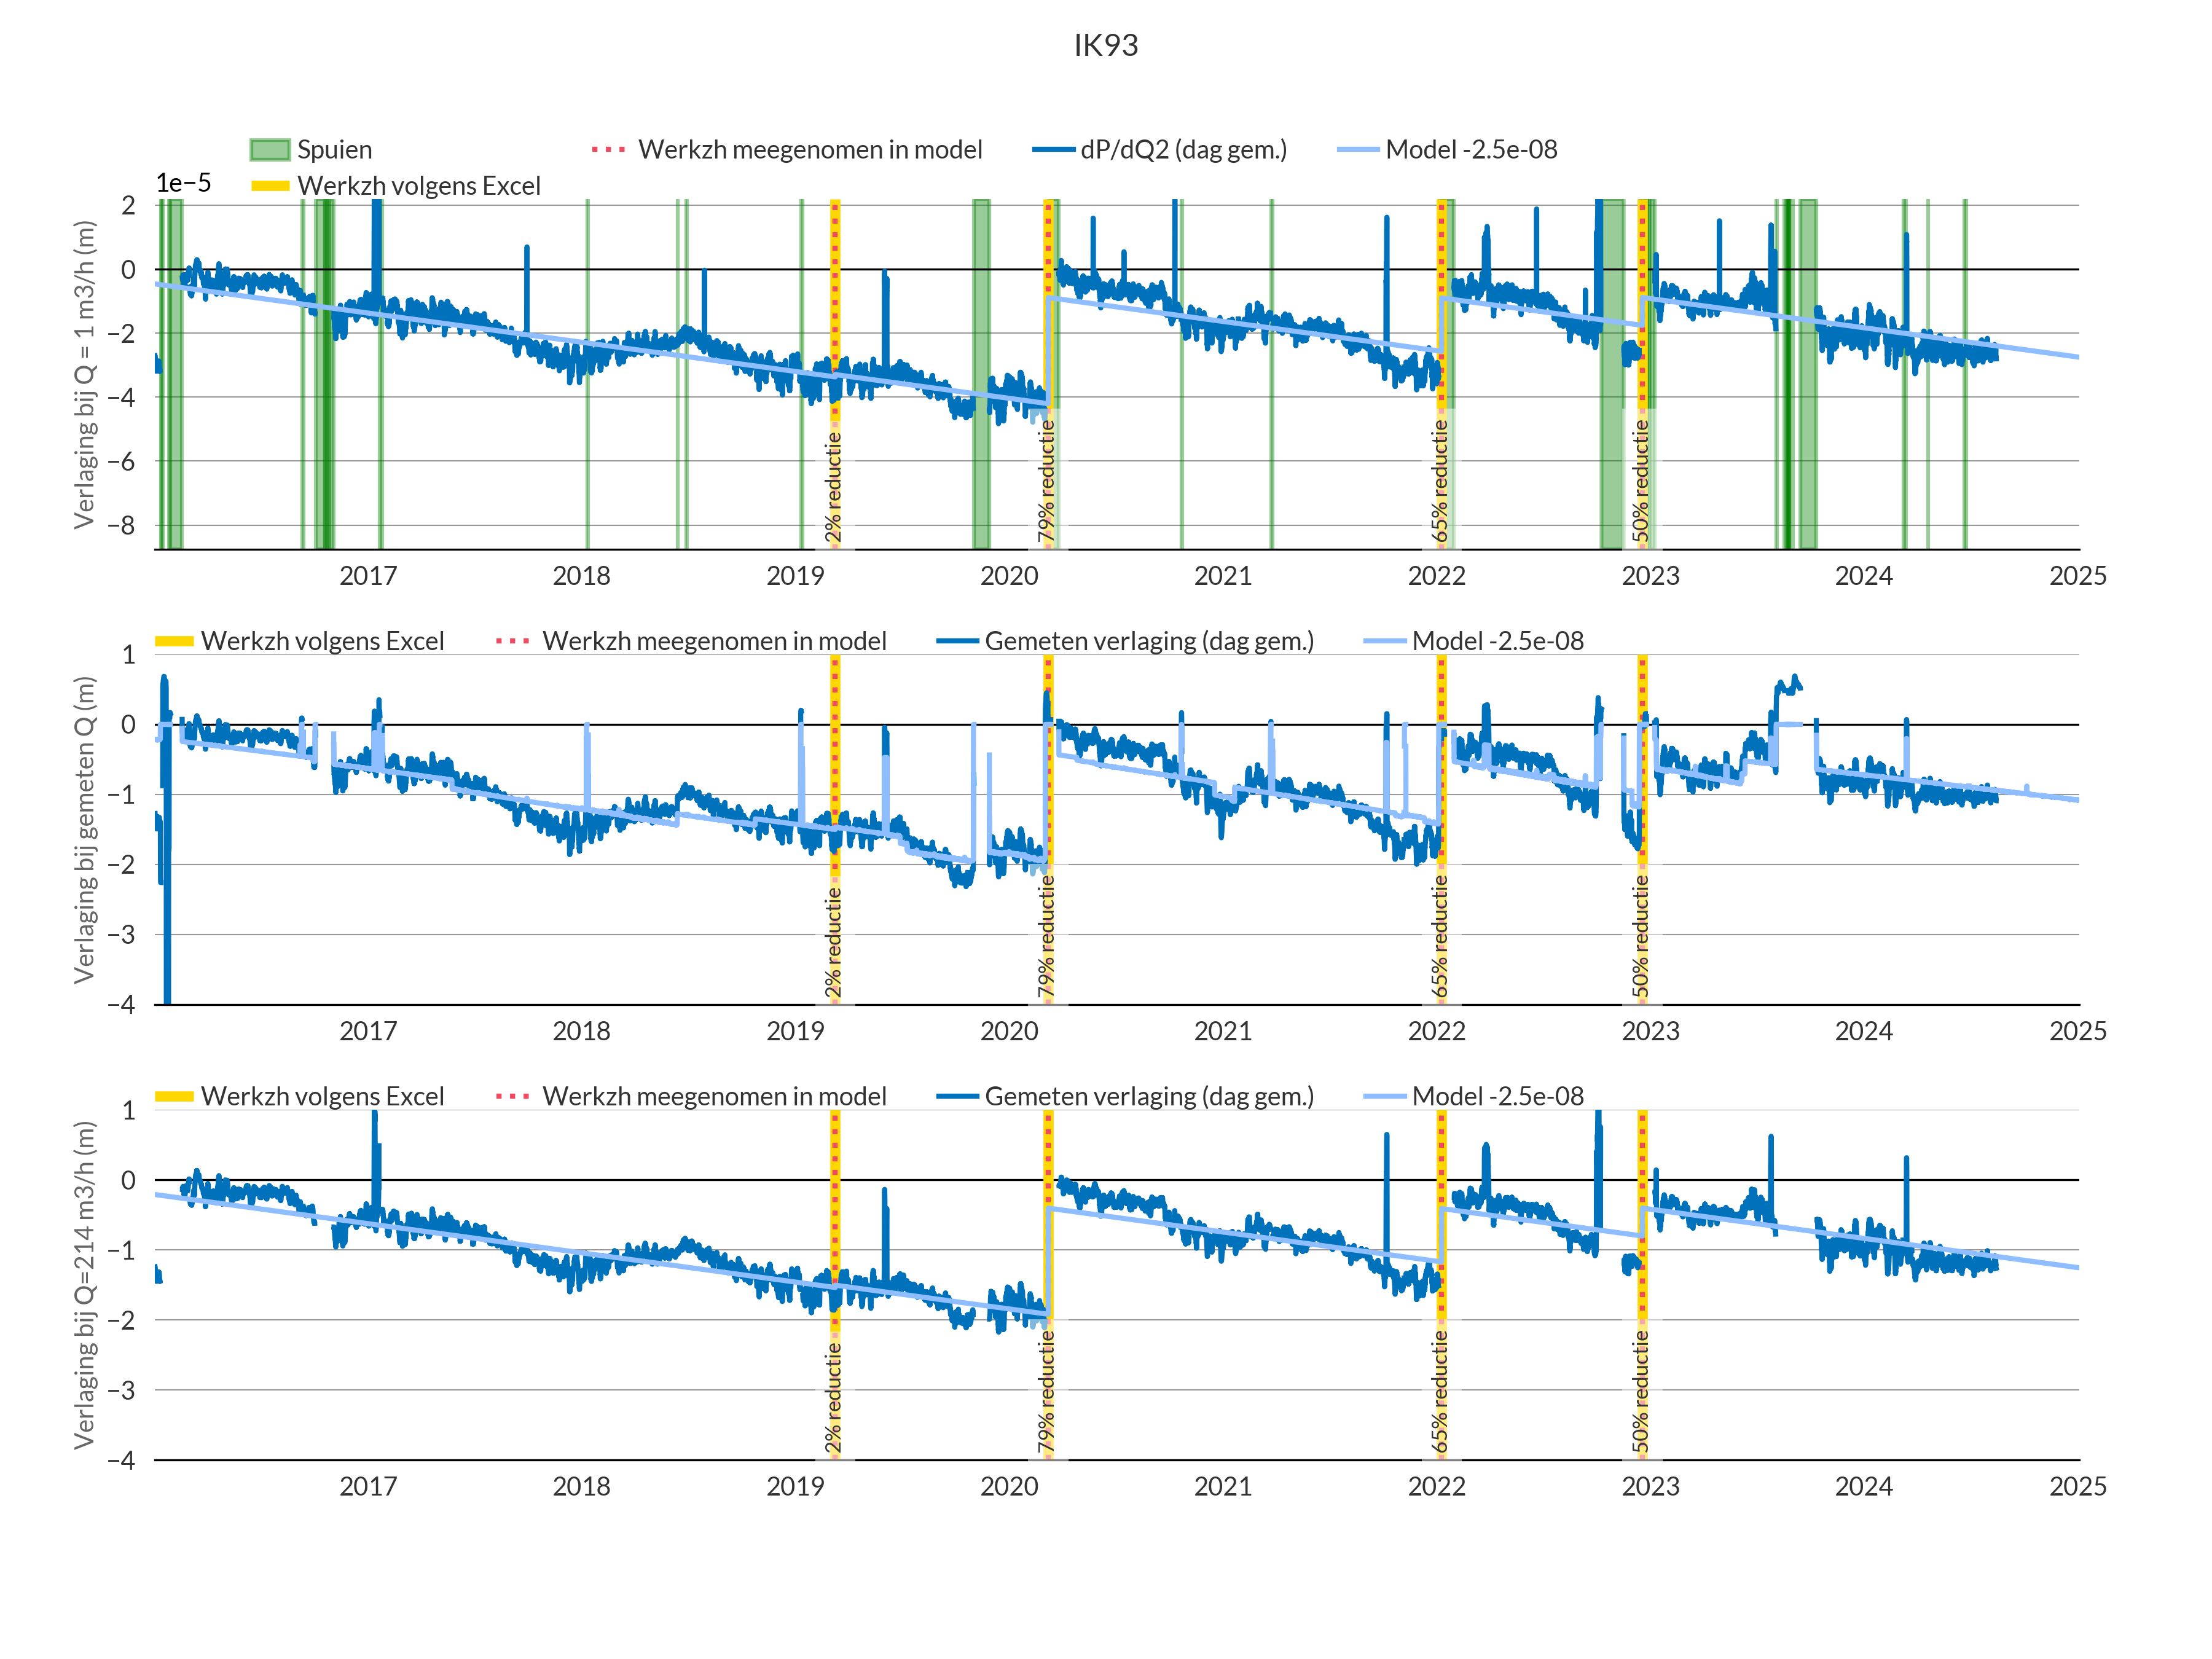 IK93
Spuien
Werkzh meegenomen in model
dP/dQ2 (dag gem.)
Model -2.5e-08
Werkzh volgens Excel
1e−5
Verlaging bij Q = 1 m3/h (m)
2
0
−2
−4
−6
−8
2% reductie
79% reductie
65% reductie
50% reductie
2017 2018 2019 2020 2021 2022 2023 2024 2025
Werkzh volgens Excel
Werkzh meegenomen in model
Gemeten verlaging (dag gem.)
Model -2.5e-08
Verlaging bij gemeten Q (m)
1
0
−1
−2
−3
−4
2% reductie
79% reductie
65% reductie
50% reductie
2017 2018 2019 2020 2021 2022 2023 2024 2025
Werkzh volgens Excel
Werkzh meegenomen in model
Gemeten verlaging (dag gem.)
Model -2.5e-08
Verlaging bij Q=214 m3/h (m)
1
0
−1
−2
−3
−4
2% reductie
79% reductie
65% reductie
50% reductie
2017 2018 2019 2020 2021 2022 2023 2024 2025